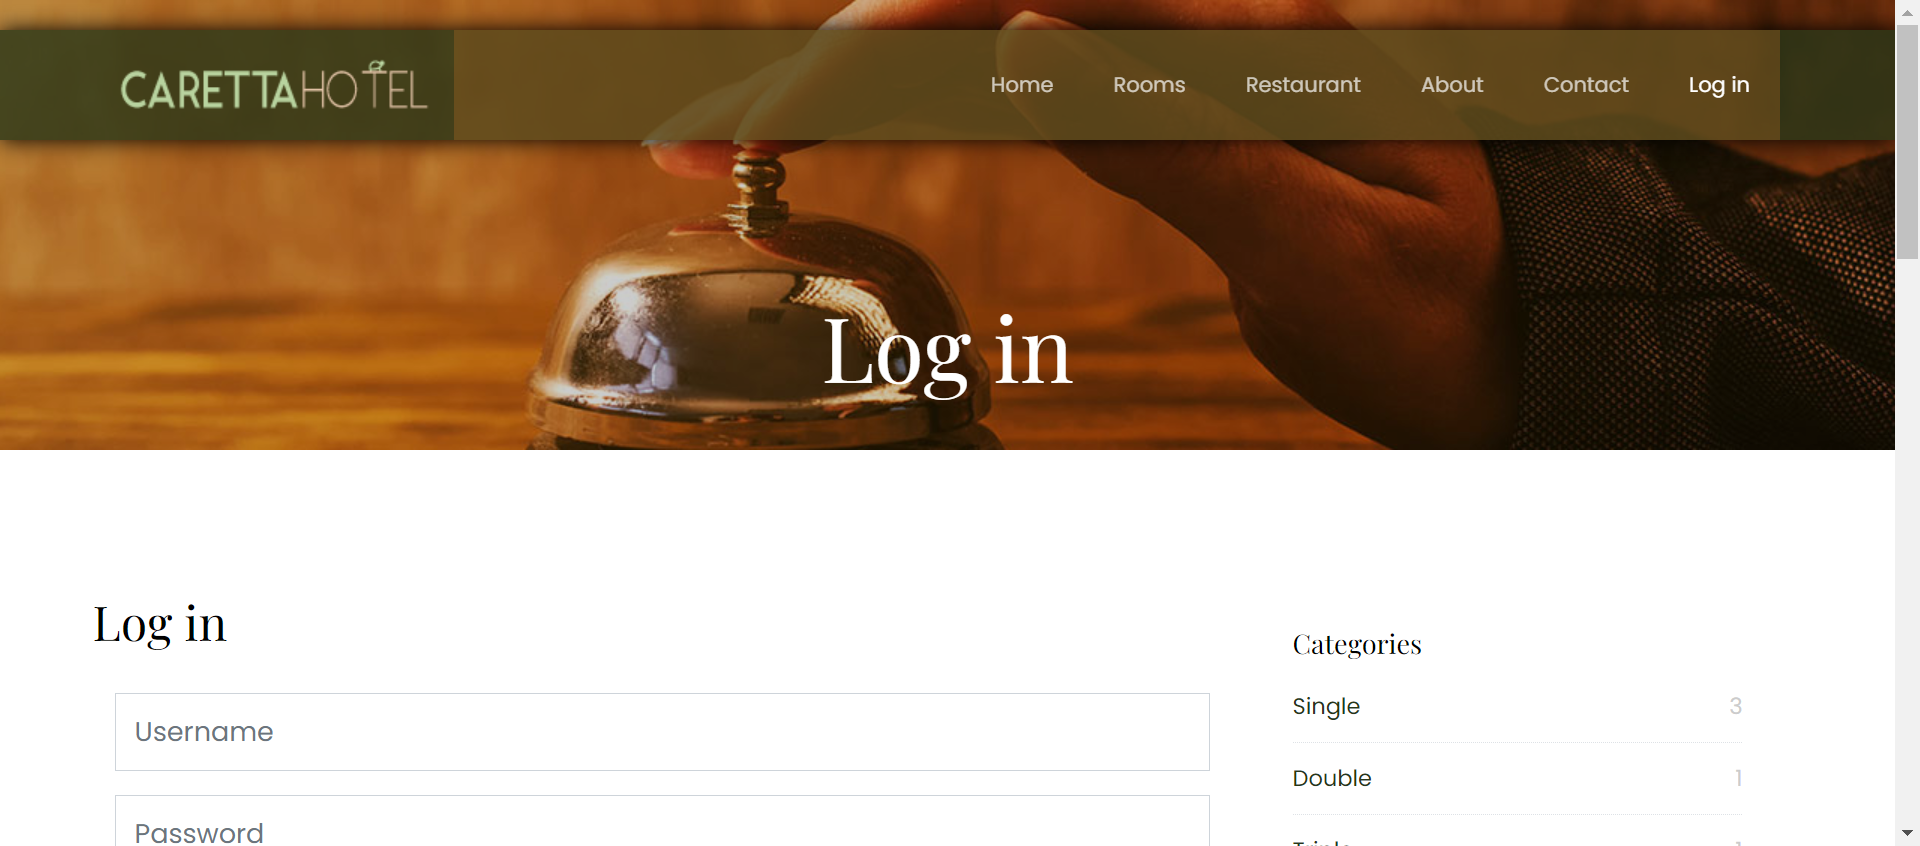 CARETTAHOTEL
Home Rooms Restaurant About Contact Log in
Log in
Log in
Username
Password
Categories
Single 3
Double 1